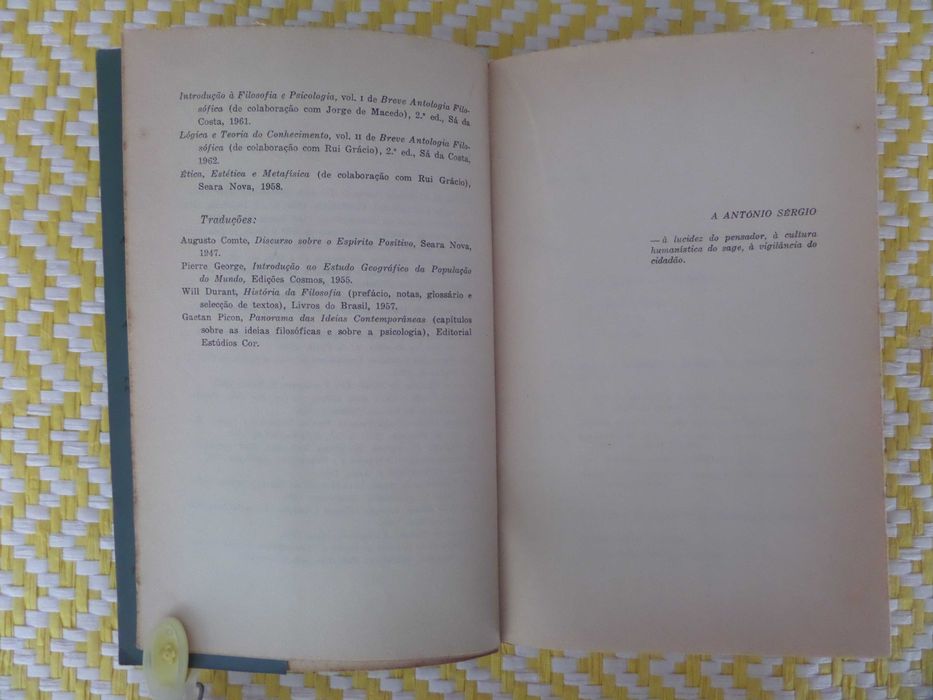 Introdução à Filosofia e Psicologia, vol. I de Breve Antologia Filo-
sófica (de colaboração com Jorge de Macedo), 2.ª ed., Sá da
Costa, 1961.
Lógica e Teoria do Conhecimento, vol. II de Breve Antologia Filo-
sófica (de colaboração com Rui Grácio), 2.ª ed., Sá da Costa,
1962.
Ética, Estética e Metafísica (de colaboração com Rui Grácio),
Seara Nova, 1958.
Traduções:
Augusto Comte, Discurso sobre o Espírito Positivo, Seara Nova,
1947.
Pierre George, Introdução ao Estudo Geográfico da População
do Mundo, Edições Cosmos, 1955.
Will Durant, História da Filosofia (prefácio, notas, glossário e
selecção de textos), Livros do Brasil, 1957.
Gaetan Picon, Panorama das Ideias Contemporâneas (capítulos
sobre as ideias filosóficas e sobre a psicologia), Editorial
Estúdios Cor.
A ANTÓNIO SÉRGIO
— à lucidez do pensador, à cultura
humanística do sage, à vigilância do
cidadão.